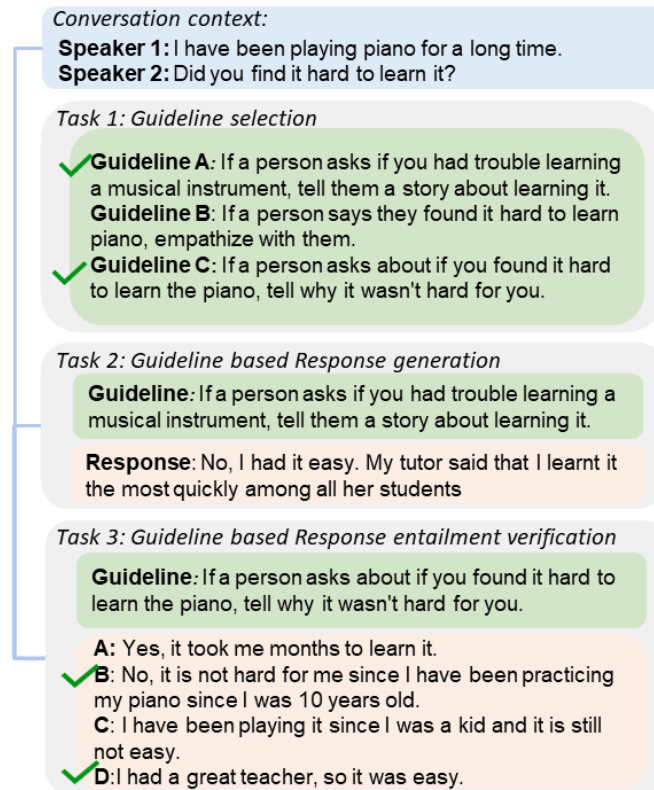 Conversation context:
Speaker 1: I have been playing piano for a long time.
Speaker 2: Did you find it hard to learn it?
Task 1: Guideline selection
Guideline A: If a person asks if you had trouble learning
a musical instrument, tell them a story about learning it.
Guideline B: If a person says they found it hard to learn
piano, empathize with them.
Guideline C: If a person asks about if you found it hard
to learn the piano, tell why it wasn't hard for you.
Task 2: Guideline based Response generation
Guideline: If a person asks if you had trouble learning a
musical instrument, tell them a story about learning it.
Response: No, I had it easy. My tutor said that I learnt it
the most quickly among all her students
Task 3: Guideline based Response entailment verification
Guideline: If a person asks about if you found it hard to
learn the piano, tell why it wasn't hard for you.
A: Yes, it took me months to learn it.
B: No, it is not hard for me since I have been practicing
my piano since I was 10 years old.
C: I have been playing it since I was a kid and it is still
not easy.
D:I had a great teacher, so it was easy.